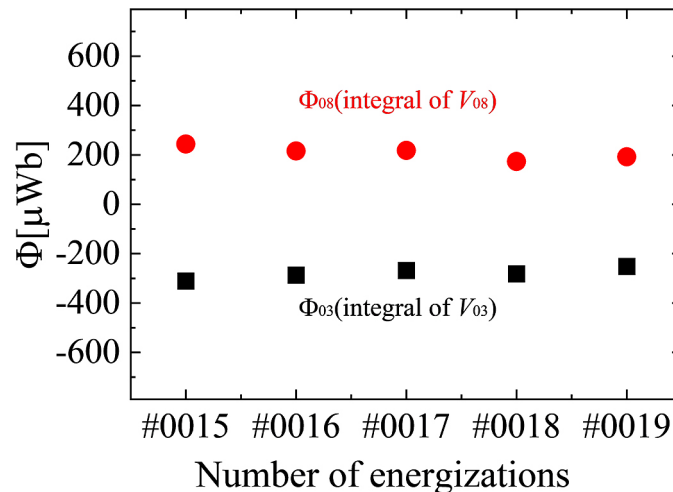 600
400
200
0
-200
-400
-600
Φ[μWb]
Φ08(integral of V08)
Φ03(integral of V03)
#0015 #0016 #0017 #0018 #0019
Number of energizations